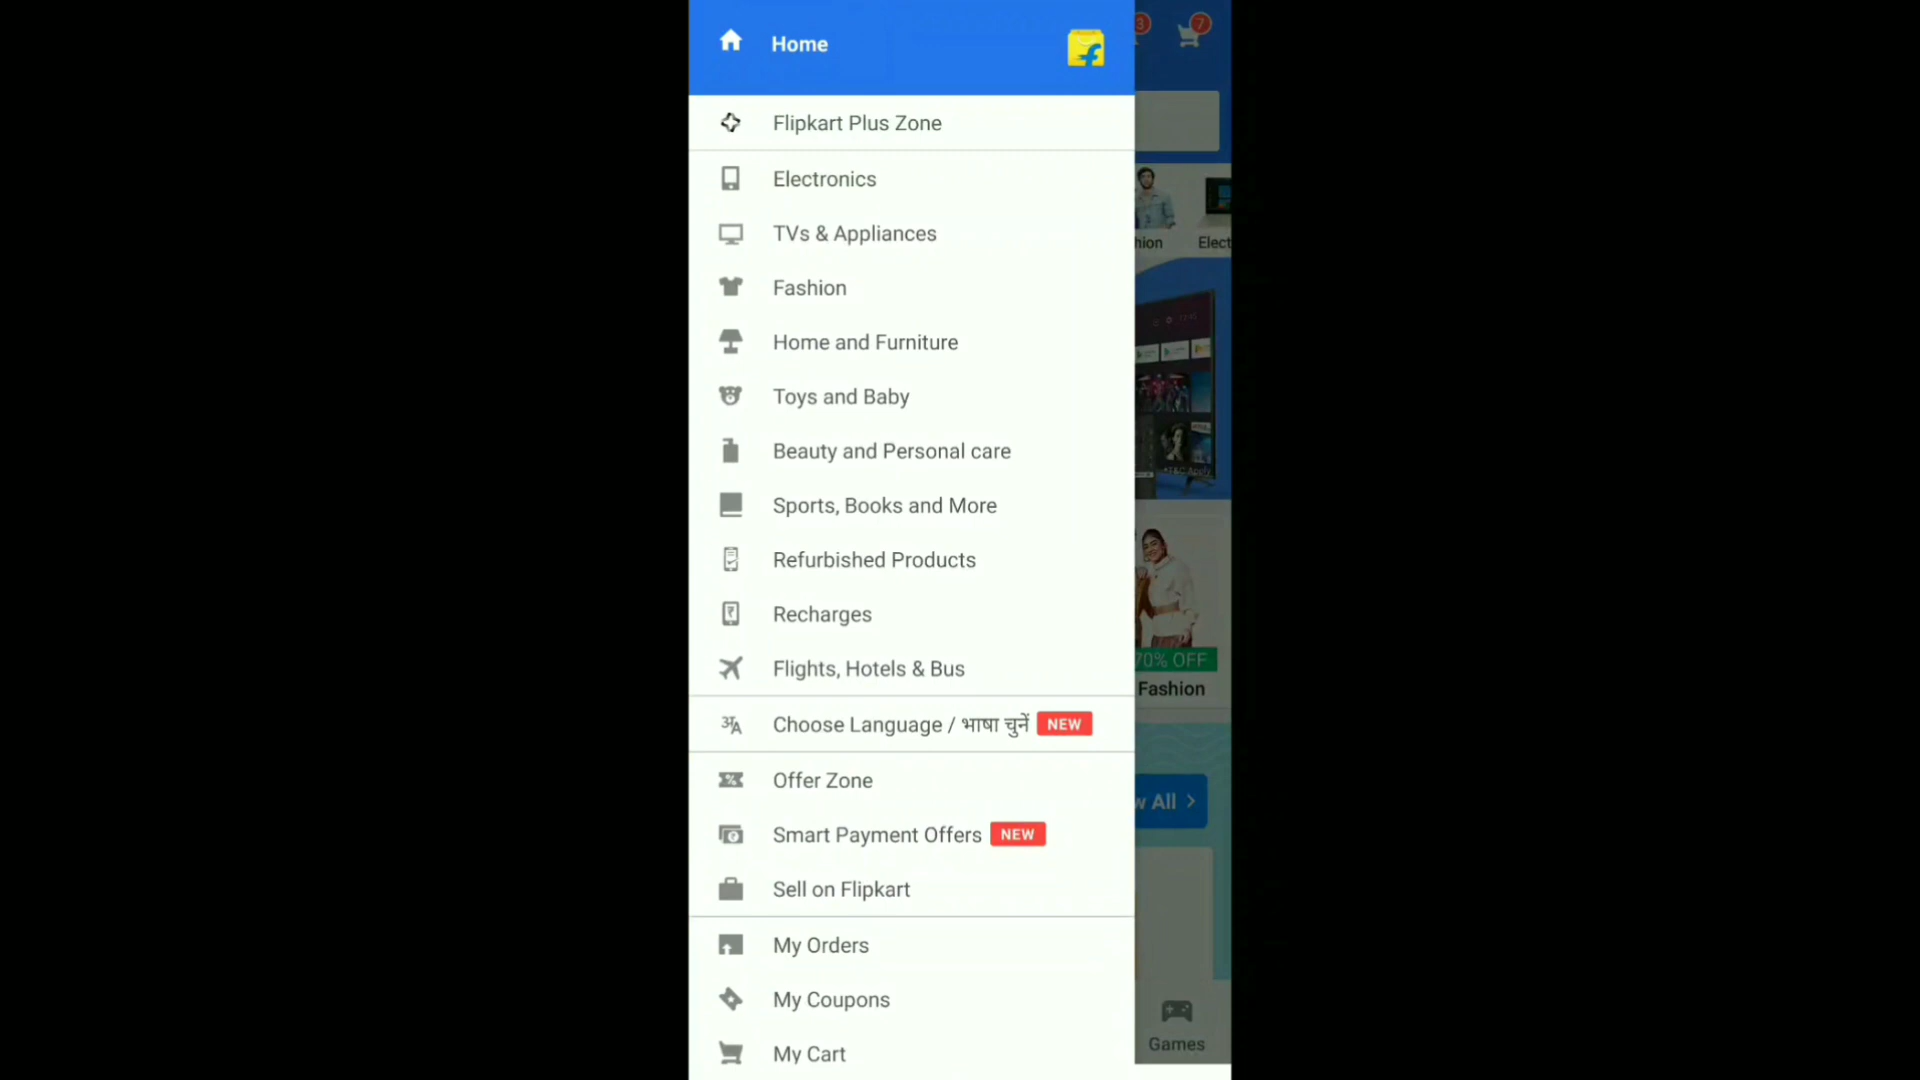 Home
3
7
Flipkart Plus Zone
Electronics
TVs & Appliances
hion
Elect
Fashion
Home and Furniture
Toys and Baby
Beauty and Personal care
Sports, Books and More
Refurbished Products
Recharges
70% OFF
Flights, Hotels & Bus
Fashion
Choose Language / भाषा चुनें NEW
Offer Zone
w All >
Smart Payment Offers NEW
Sell on Flipkart
My Orders
My Coupons
My Cart
Games